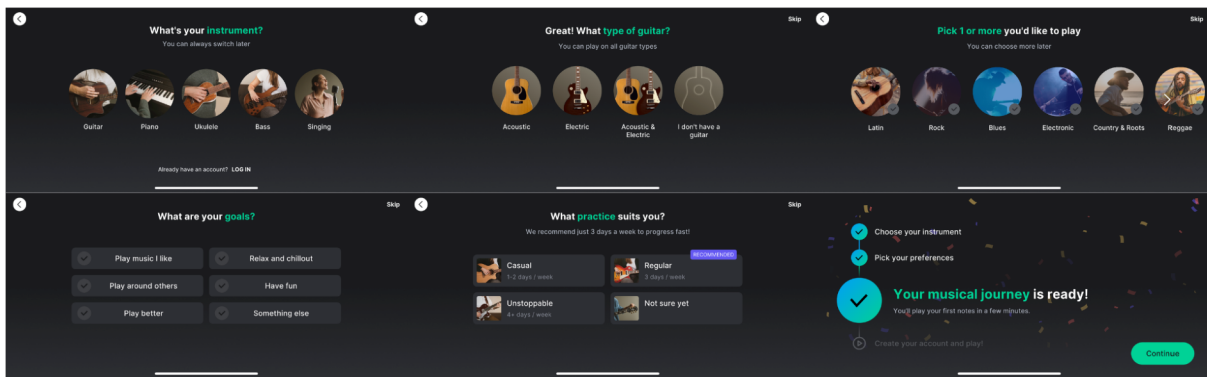 What's your instrument?
You can always switch later
Guitar
Piano
Ukulele
Bass
Singing
Already have an account? LOG IN
Skip
Great! What type of guitar?
You can play on all guitar types
Acoustic
Electric
Acoustic &
Electric
I don't have a
guitar
Skip
Pick 1 or more you'd like to play
You can choose more later
Latin
Rock
Blues
Electronic
Country & Roots
Reggae
Skip
What are your goals?
Play music I like
Relax and chillout
Play around others
Have fun
Play better
Something else
Skip
What practice suits you?
We recommend just 3 days a week to progress fast!
Casual
1-2 days / week
RECOMMENDED
Regular
3 days / week
Unstoppable
4+ days / week
Not sure yet
Choose your instrument
Pick your preferences
Your musical journey is ready!
You'll play your first notes in a few minutes.
Create your account and play!
Continue